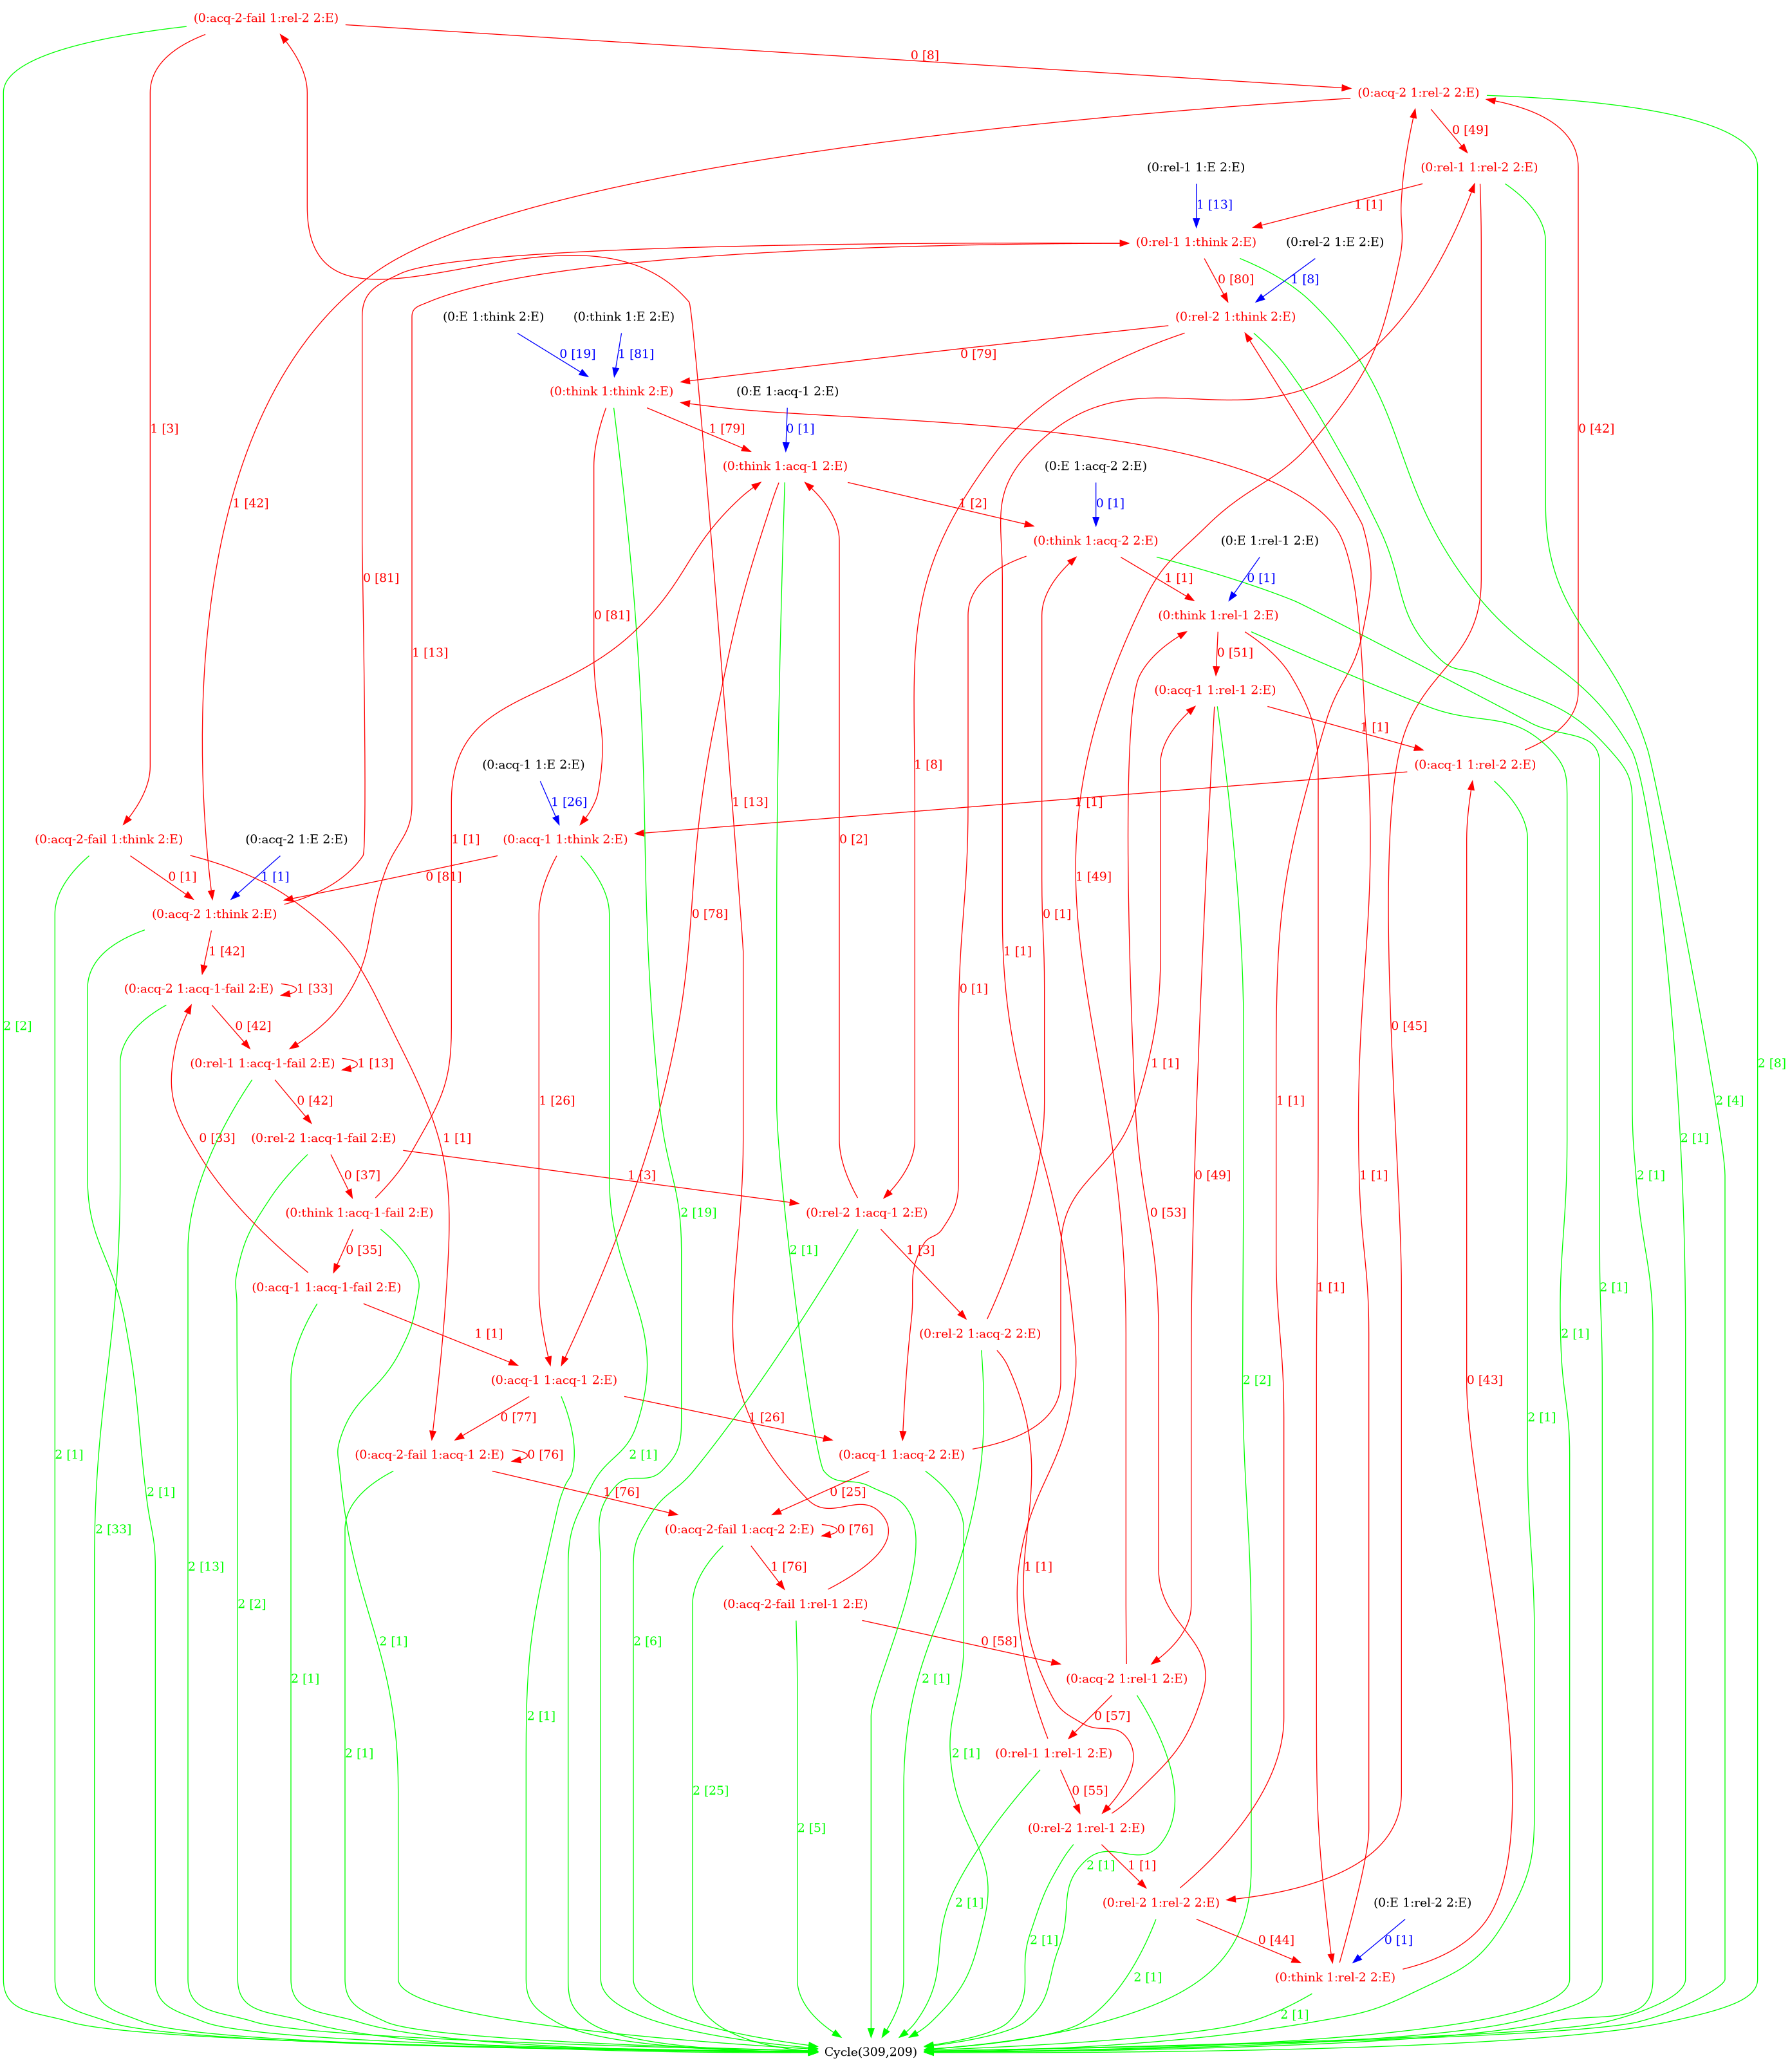 (0:acq-2-fail 1:rel-2 2:E)
0 [8]
(0:acq-2 1:rel-2 2:E)
0 [49]
(0:rel-1 1:E 2:E)
(0:rel-1 1:rel-2 2:E)
1 [13]
1 [1]
(0:rel-1 1:think 2:E)
(0:rel-2 1:E 2:E)
0 [80]
1 [8]
(0:E 1:think 2:E)
(0:think 1:E 2:E)
(0:rel-2 1:think 2:E)
0 [19]
1 [81]
0 [79]
(0:think 1:think 2:E)
(0:E 1:acq-1 2:E)
1 [3]
1 [79]
0 [1]
0 [42]
(0:think 1:acq-1 2:E)
(0:E 1:acq-2 2:E)
1 [42]
1 [2]
0 [1]
(0:think 1:acq-2 2:E)
(0:E 1:rel-1 2:E)
0 [81]
1 [1]
0 [1]
0 [81]
(0:think 1:rel-1 2:E)
1 [13]
0 [51]
(0:acq-1 1:rel-1 2:E)
1 [1]
(0:acq-1 1:E 2:E)
1 [8]
(0:acq-1 1:rel-2 2:E)
1 [26]
1 [13]
1 [1]
(0:acq-2-fail 1:think 2:E)
(0:acq-2 1:E 2:E)
(0:acq-1 1:think 2:E)
1 [1]
0 [2]
0 [1]
1 [1]
0 [81]
1 [49]
(0:acq-2 1:think 2:E)
0 [78]
0 [1]
1 [42]
1 [1]
(0:acq-2 1:acq-1-fail 2:E)
1 [33]
0 [1]
2 [2]
0 [42]
0 [45]
(0:rel-1 1:acq-1-fail 2:E)
1 [13]
2 [8]
0 [42]
1 [26]
1 [1]
1 [1]
2 [4]
0 [33]
(0:rel-2 1:acq-1-fail 2:E)
1 [1]
2 [1]
0 [37]
1 [3]
0 [49]
2 [1]
(0:think 1:acq-1-fail 2:E)
2 [19]
(0:rel-2 1:acq-1 2:E)
0 [53]
1 [1]
0 [35]
2 [1]
1 [3]
(0:acq-1 1:acq-1-fail 2:E)
1 [1]
2 [1]
1 [1]
(0:rel-2 1:acq-2 2:E)
2 [1]
(0:acq-1 1:acq-1 2:E)
2 [2]
0 [43]
0 [77]
1 [26]
2 [1]
2 [1]
(0:acq-2-fail 1:acq-1 2:E)
0 [76]
2 [1]
(0:acq-1 1:acq-2 2:E)
2 [1]
1 [76]
0 [25]
2 [33]
(0:acq-2-fail 1:acq-2 2:E)
0 [76]
2 [13]
1 [76]
1 [1]
2 [2]
(0:acq-2-fail 1:rel-1 2:E)
2 [1]
2 [6]
0 [58]
2 [1]
2 [1]
(0:acq-2 1:rel-1 2:E)
2 [1]
0 [57]
2 [1]
2 [1]
(0:rel-1 1:rel-1 2:E)
2 [25]
0 [55]
2 [5]
(0:rel-2 1:rel-1 2:E)
2 [1]
1 [1]
2 [1]
(0:rel-2 1:rel-2 2:E)
(0:E 1:rel-2 2:E)
2 [1]
0 [44]
0 [1]
2 [1]
(0:think 1:rel-2 2:E)
2 [1]
Cycle(309,209)